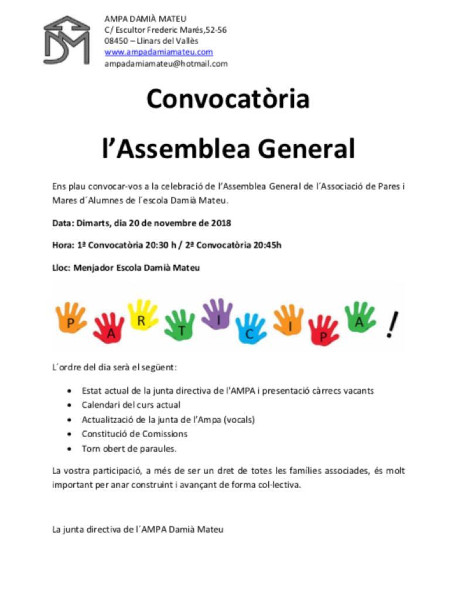 AMPA DAMIÀ MATEU
C/ Escultor Frederic Marés,52-56
08450 – Llinars del Vallès
www.ampadamiamateu.com
ampadamiamateu@hotmail.com
Convocatòria
l’Assemblea General
Ens plau convocar-vos a la celebració de l’Assemblea General de l´Associació de Pares i
Mares d´Alumnes de l´escola Damià Mateu.
Data: Dimarts, dia 20 de novembre de 2018
Hora: 1ª Convocatòria 20:30 h / 2ª Convocatòria 20:45h
Lloc: Menjador Escola Damià Mateu
PARTICIPA!
L´ordre del dia serà el següent:
• Estat actual de la junta directiva de l’AMPA i presentació càrrecs vacants
• Calendari del curs actual
• Actualització de la junta de l’Ampa (vocals)
• Constitució de Comissions
• Torn obert de paraules.
La vostra participació, a més de ser un dret de totes les famílies associades, és molt
important per anar construint i avançant de forma col·lectiva.
La junta directiva de l´AMPA Damià Mateu